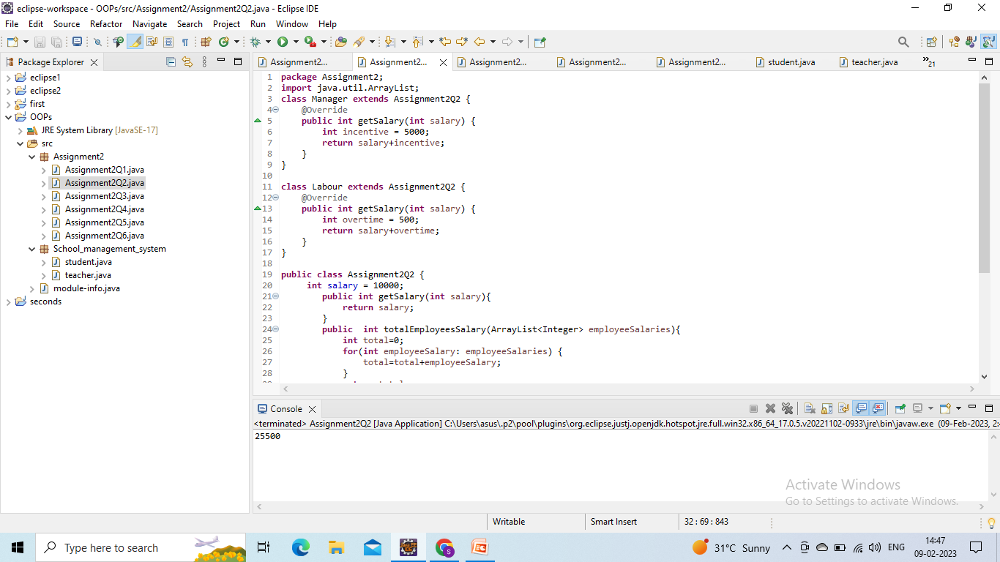 eclipse-workspace - OOPs/src/Assignment2/Assignment2Q2.java - Eclipse IDE
File Edit Source Refactor Navigate Search Project Run Window Help
Package Explorer
eclipse1
eclipse2
first
OOPs
JRE System Library [JavaSE-17]
src
Assignment2
Assignment2Q1.java
Assignment2Q2.java
Assignment2Q3.java
Assignment2Q4.java
Assignment2Q5.java
Assignment2Q6.java
School_management_system
student.java
teacher.java
module-info.java
seconds
Assignment2... Assignment2... Assignment2... Assignment2... Assignment2... student.java teacher.java 21
1 package Assignment2;
2 import java.util.ArrayList;
3 class Manager extends Assignment2Q2 {
4 @Override
5 public int getSalary(int salary) {
6 int incentive = 5000;
7 return salary+incentive;
8 }
9 }
10
11 class Labour extends Assignment2Q2 {
12 @Override
13 public int getSalary(int salary) {
14 int overtime = 500;
15 return salary+overtime;
16 }
17 }
18
19 public class Assignment2Q2 {
20 int salary = 10000;
21 public int getSalary(int salary){
22 return salary;
23 }
24 public int totalEmployeesSalary(ArrayList<Integer> employeeSalaries){
25 int total=0;
26 for(int employeeSalary: employeeSalaries) {
27 total=total+employeeSalary;
28 }
Console
<terminated> Assignment2Q2 [Java Application] C:\Users\asus\.p2\pool\plugins\org.eclipse.justj.openjdk.hotspot.jre.full.win32.x86_64_17.0.5.v20221102-0933\jre\bin\javaw.exe (09-Feb-2023, 2:
25500
Activate Windows
Go to Settings to activate Windows.
Writable Smart Insert 32 : 69 : 843
Type here to search
31°C Sunny
ENG
14:47
09-02-2023